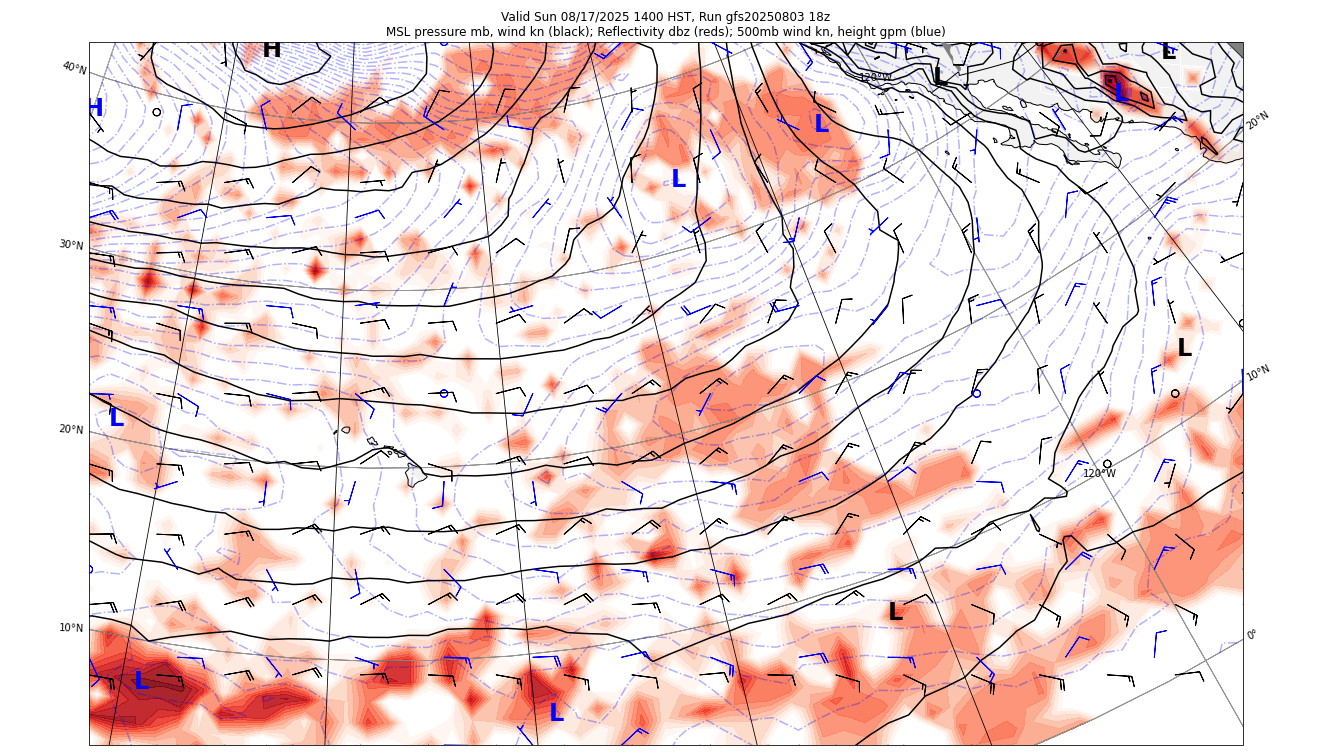 Valid Sun 08/17/2025 1400 HST, Run gfs20250803 18z
MSL pressure mb, wind kn (black); Reflectivity dbz (reds); 500mb wind kn, height gpm (blue)
H
L
40°N
120°W
L
H
L
L
20°N
L
30°N
L
10°N
L
20°N
120°W
L
10°N
0°
L
L